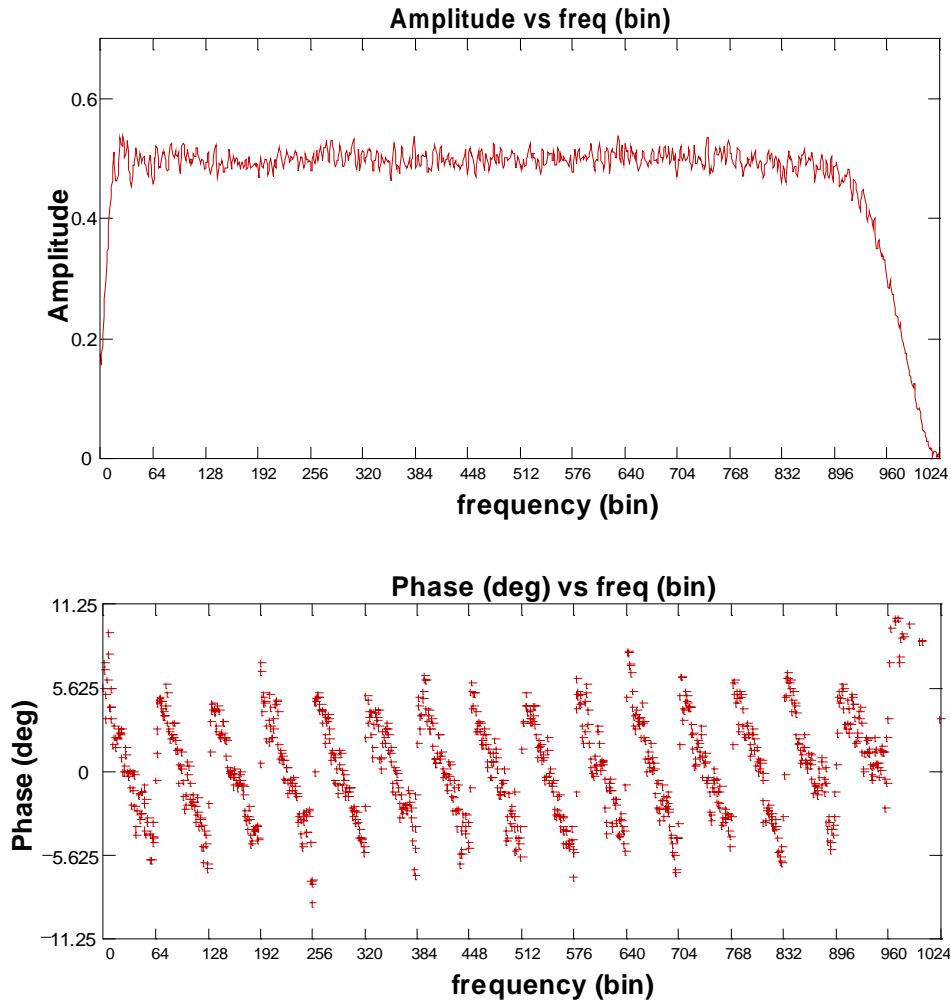 Amplitude vs freq (bin)
0.6
0.4
0.2
0
Amplitude
0 64 128 192 256 320 384 448 512 576 640 704 768 832 896 960 1024
frequency (bin)
Phase (deg) vs freq (bin)
11.25
5.625
0
−5.625
−11.25
Phase (deg)
0 64 128 192 256 320 384 448 512 576 640 704 768 832 896 960 1024
frequency (bin)